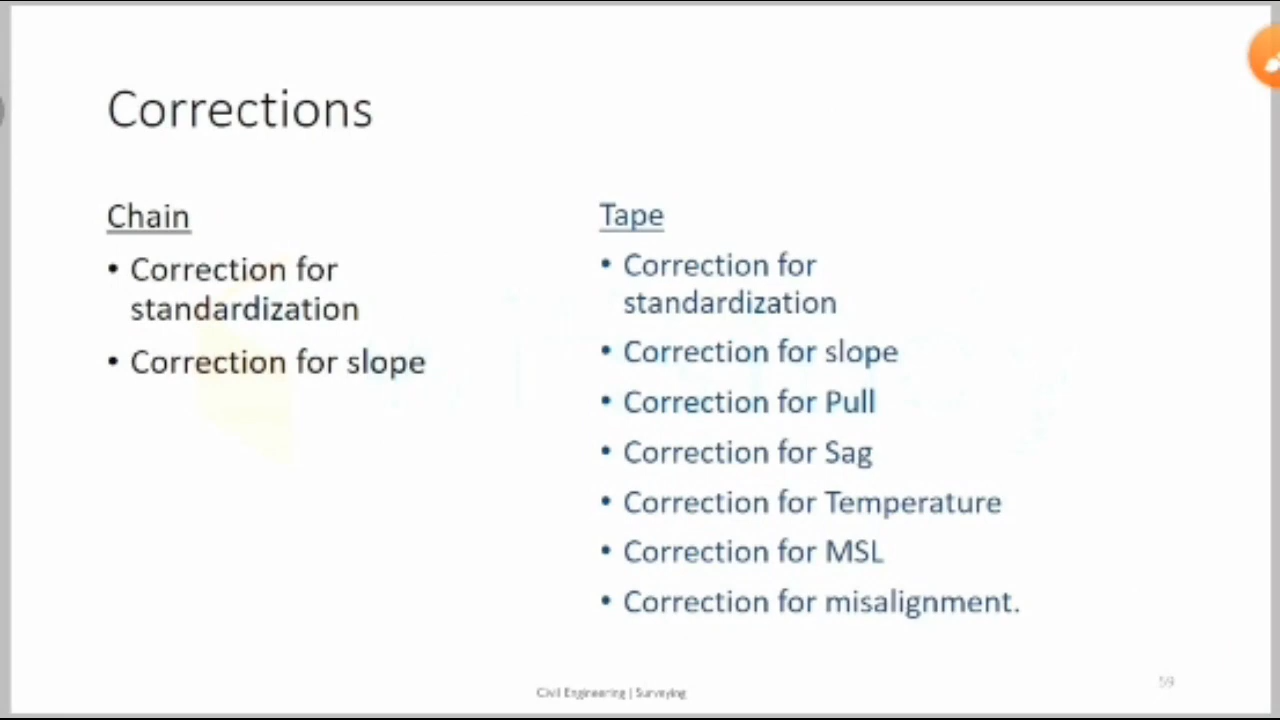 Corrections
Chain
• Correction for
standardization
• Correction for slope
Tape
• Correction for
standardization
• Correction for slope
• Correction for Pull
• Correction for Sag
• Correction for Temperature
• Correction for MSL
• Correction for misalignment.
Civil Engineering | Surveying
59